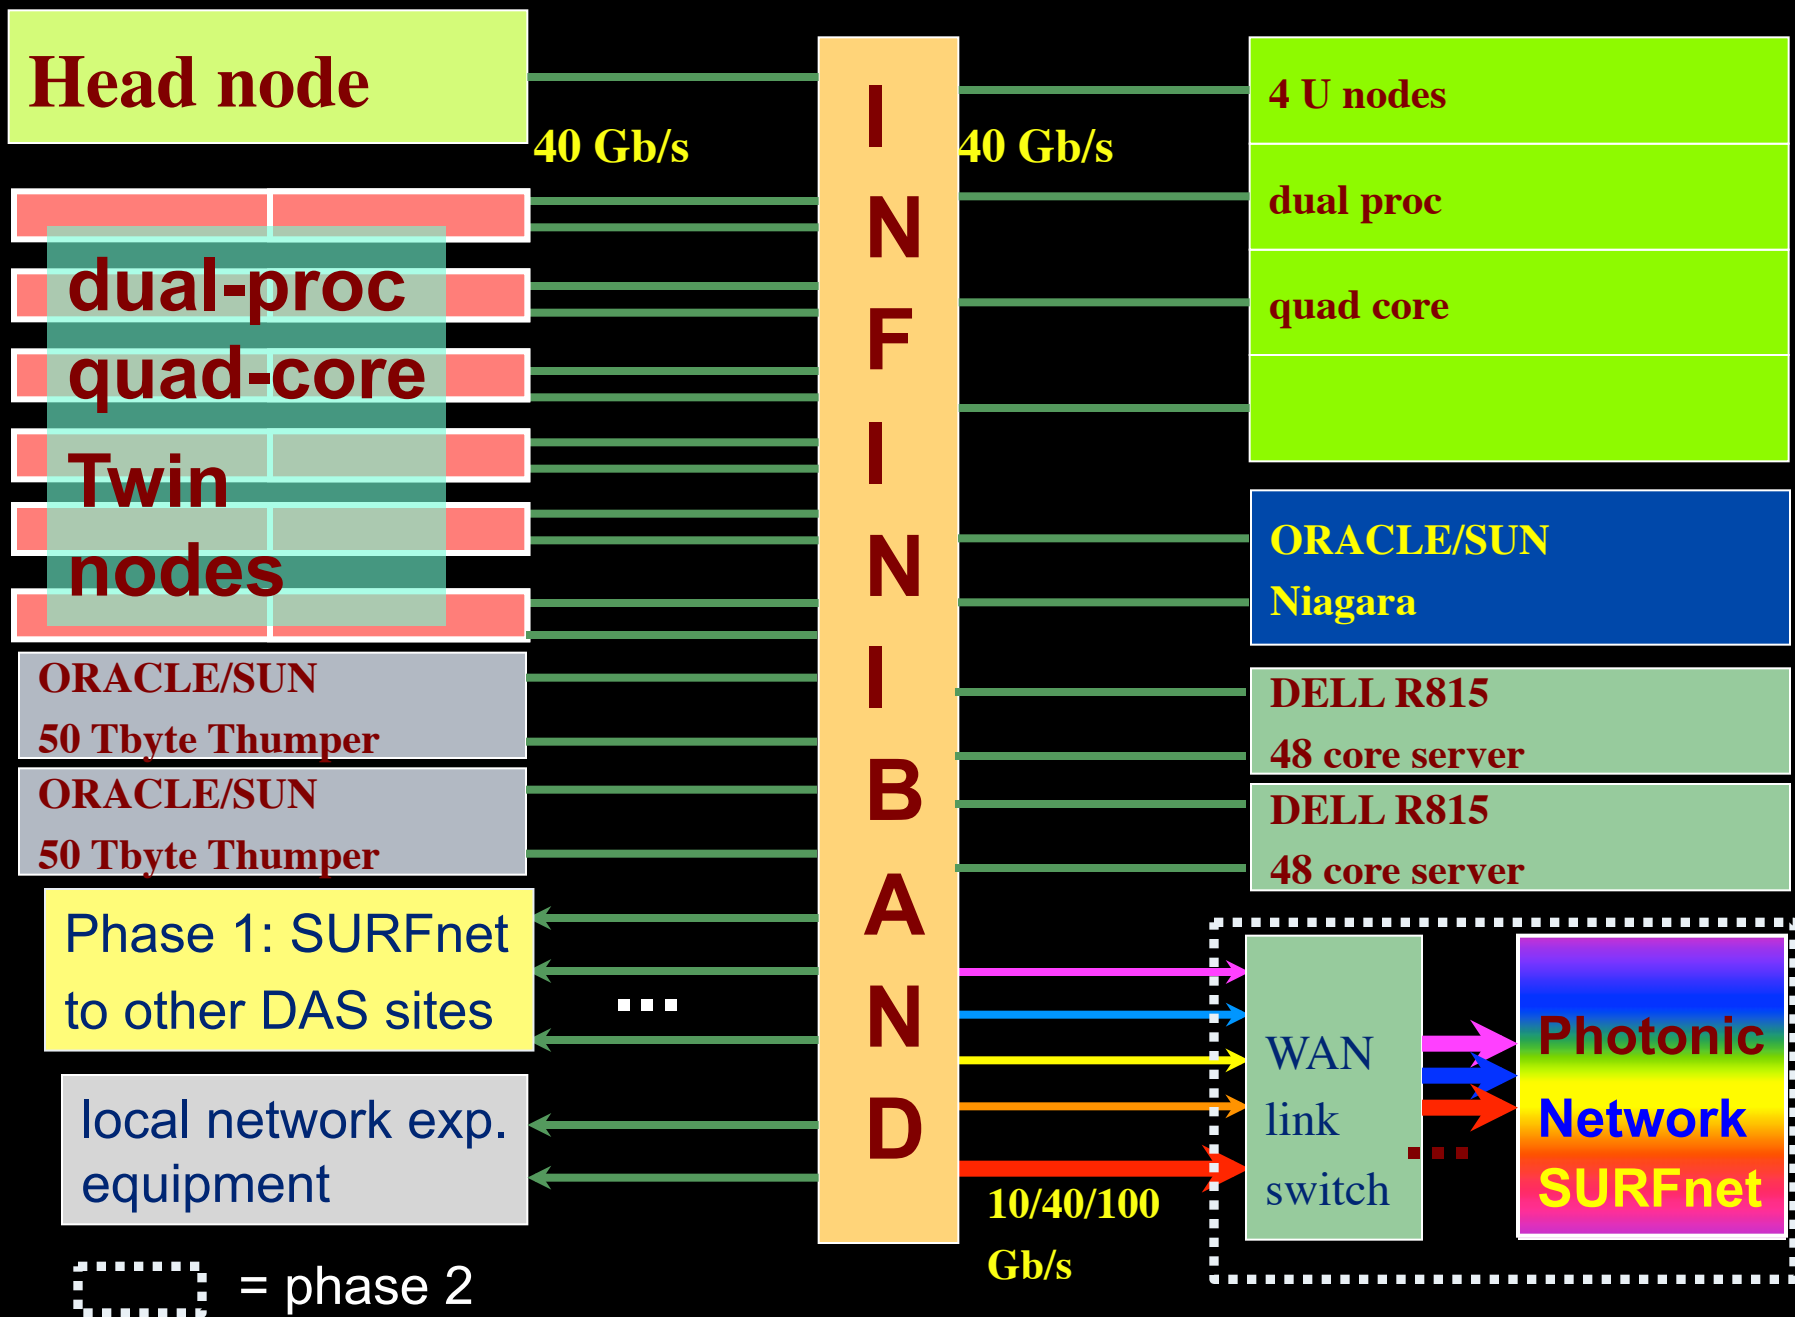 Head node
40 Gb/s
dual-proc
quad-core
Twin
nodes
ORACLE/SUN
50 Tbyte Thumper
ORACLE/SUN
50 Tbyte Thumper
Phase 1: SURFnet
to other DAS sites
...
local network exp.
equipment
= phase 2
I
N
F
I
N
I
B
A
N
D
40 Gb/s
4 U nodes
dual proc
quad core
ORACLE/SUN
Niagara
DELL R815
48 core server
DELL R815
48 core server
10/40/100
Gb/s
WAN
link
switch
...
Photonic
Network
SURFnet